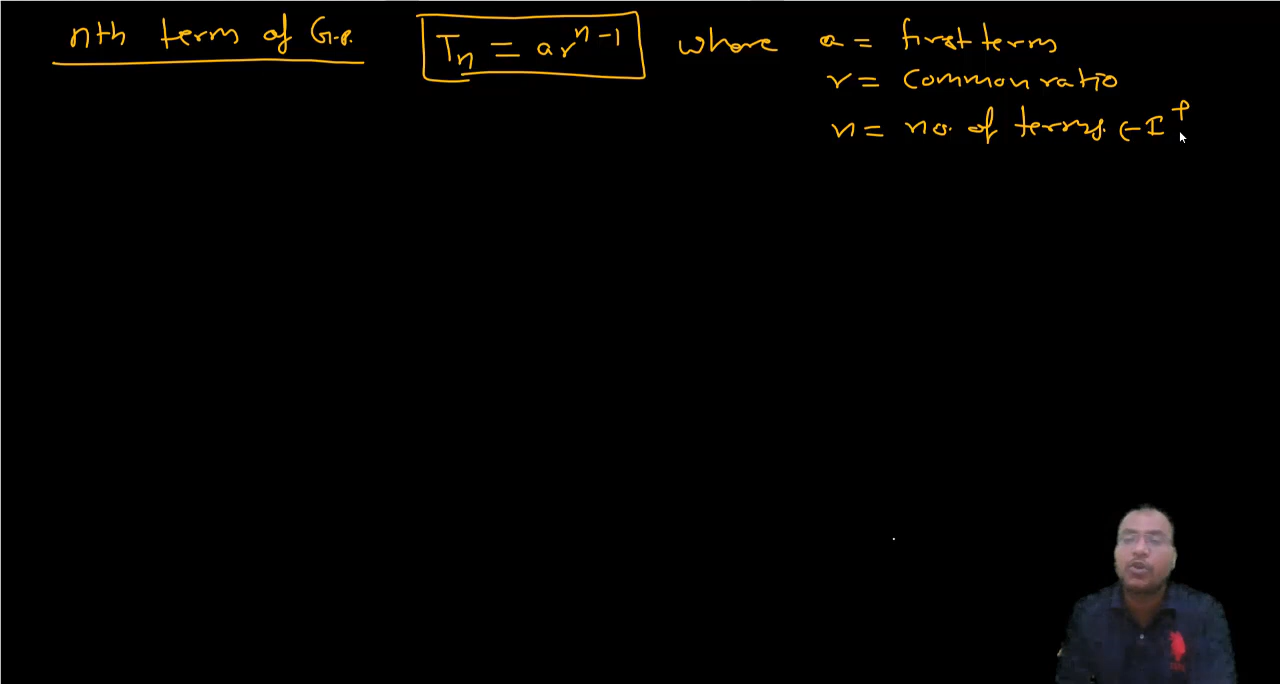 nth term of G.P. Tn = ar^n-1 where a = first term
r = Common ratio
n = no. of terms. ∈ I^+